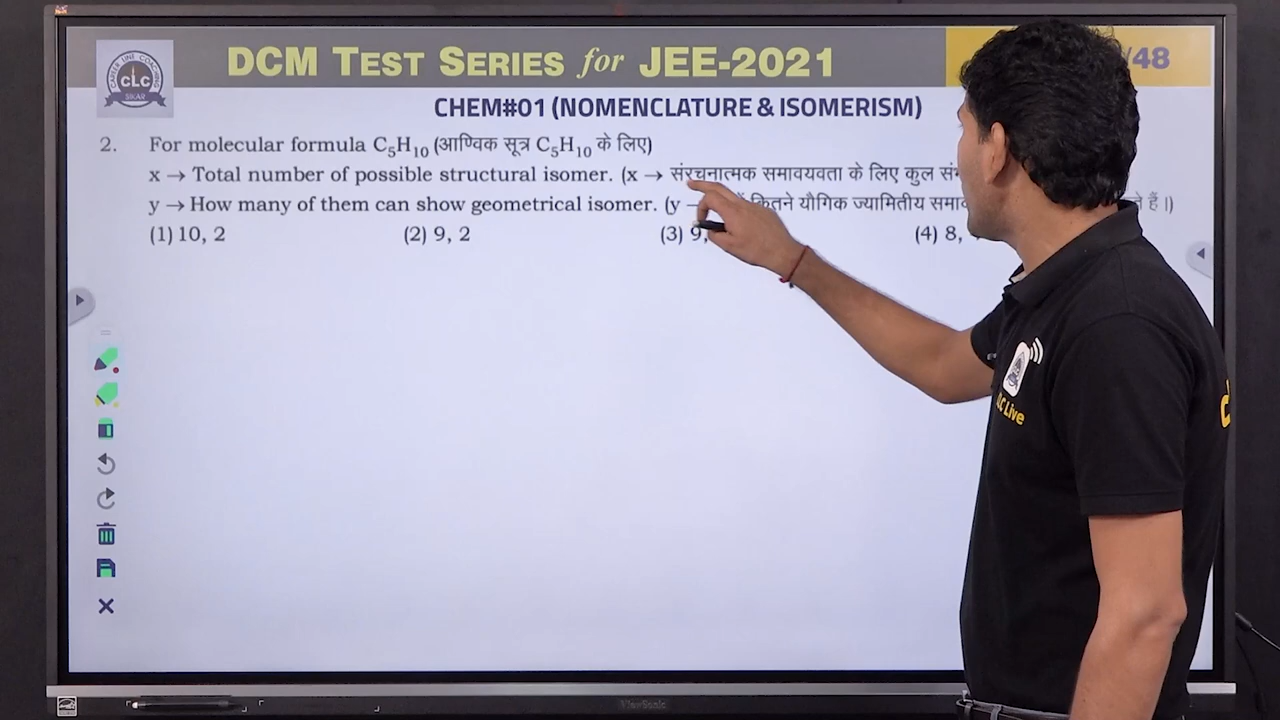 DCM TEST SERIES for JEE-2021
/48
CLC
SIKAR
CHEM#01 (NOMENCLATURE & ISOMERISM)
2. For molecular formula C₅H₁₀ (आण्विक सूत्र C₅H₁₀ के लिए)
x → Total number of possible structural isomer. (x → संरचनात्मक समावयवता के लिए कुल
y → How many of them can show geometrical isomer. (y कितने यौगिक ज्यामितीय हैं।)
(1) 10, 2 (2) 9, 2 (3) 9, (4) 8,
Live
ViewSonic